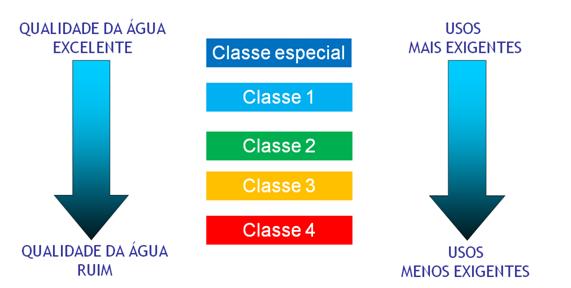 QUALIDADE DA ÁGUA
EXCELENTE
USOS
MAIS EXIGENTES
Classe especial
Classe 1
Classe 2
Classe 3
Classe 4
QUALIDADE DA ÁGUA
RUIM
USOS
MENOS EXIGENTES